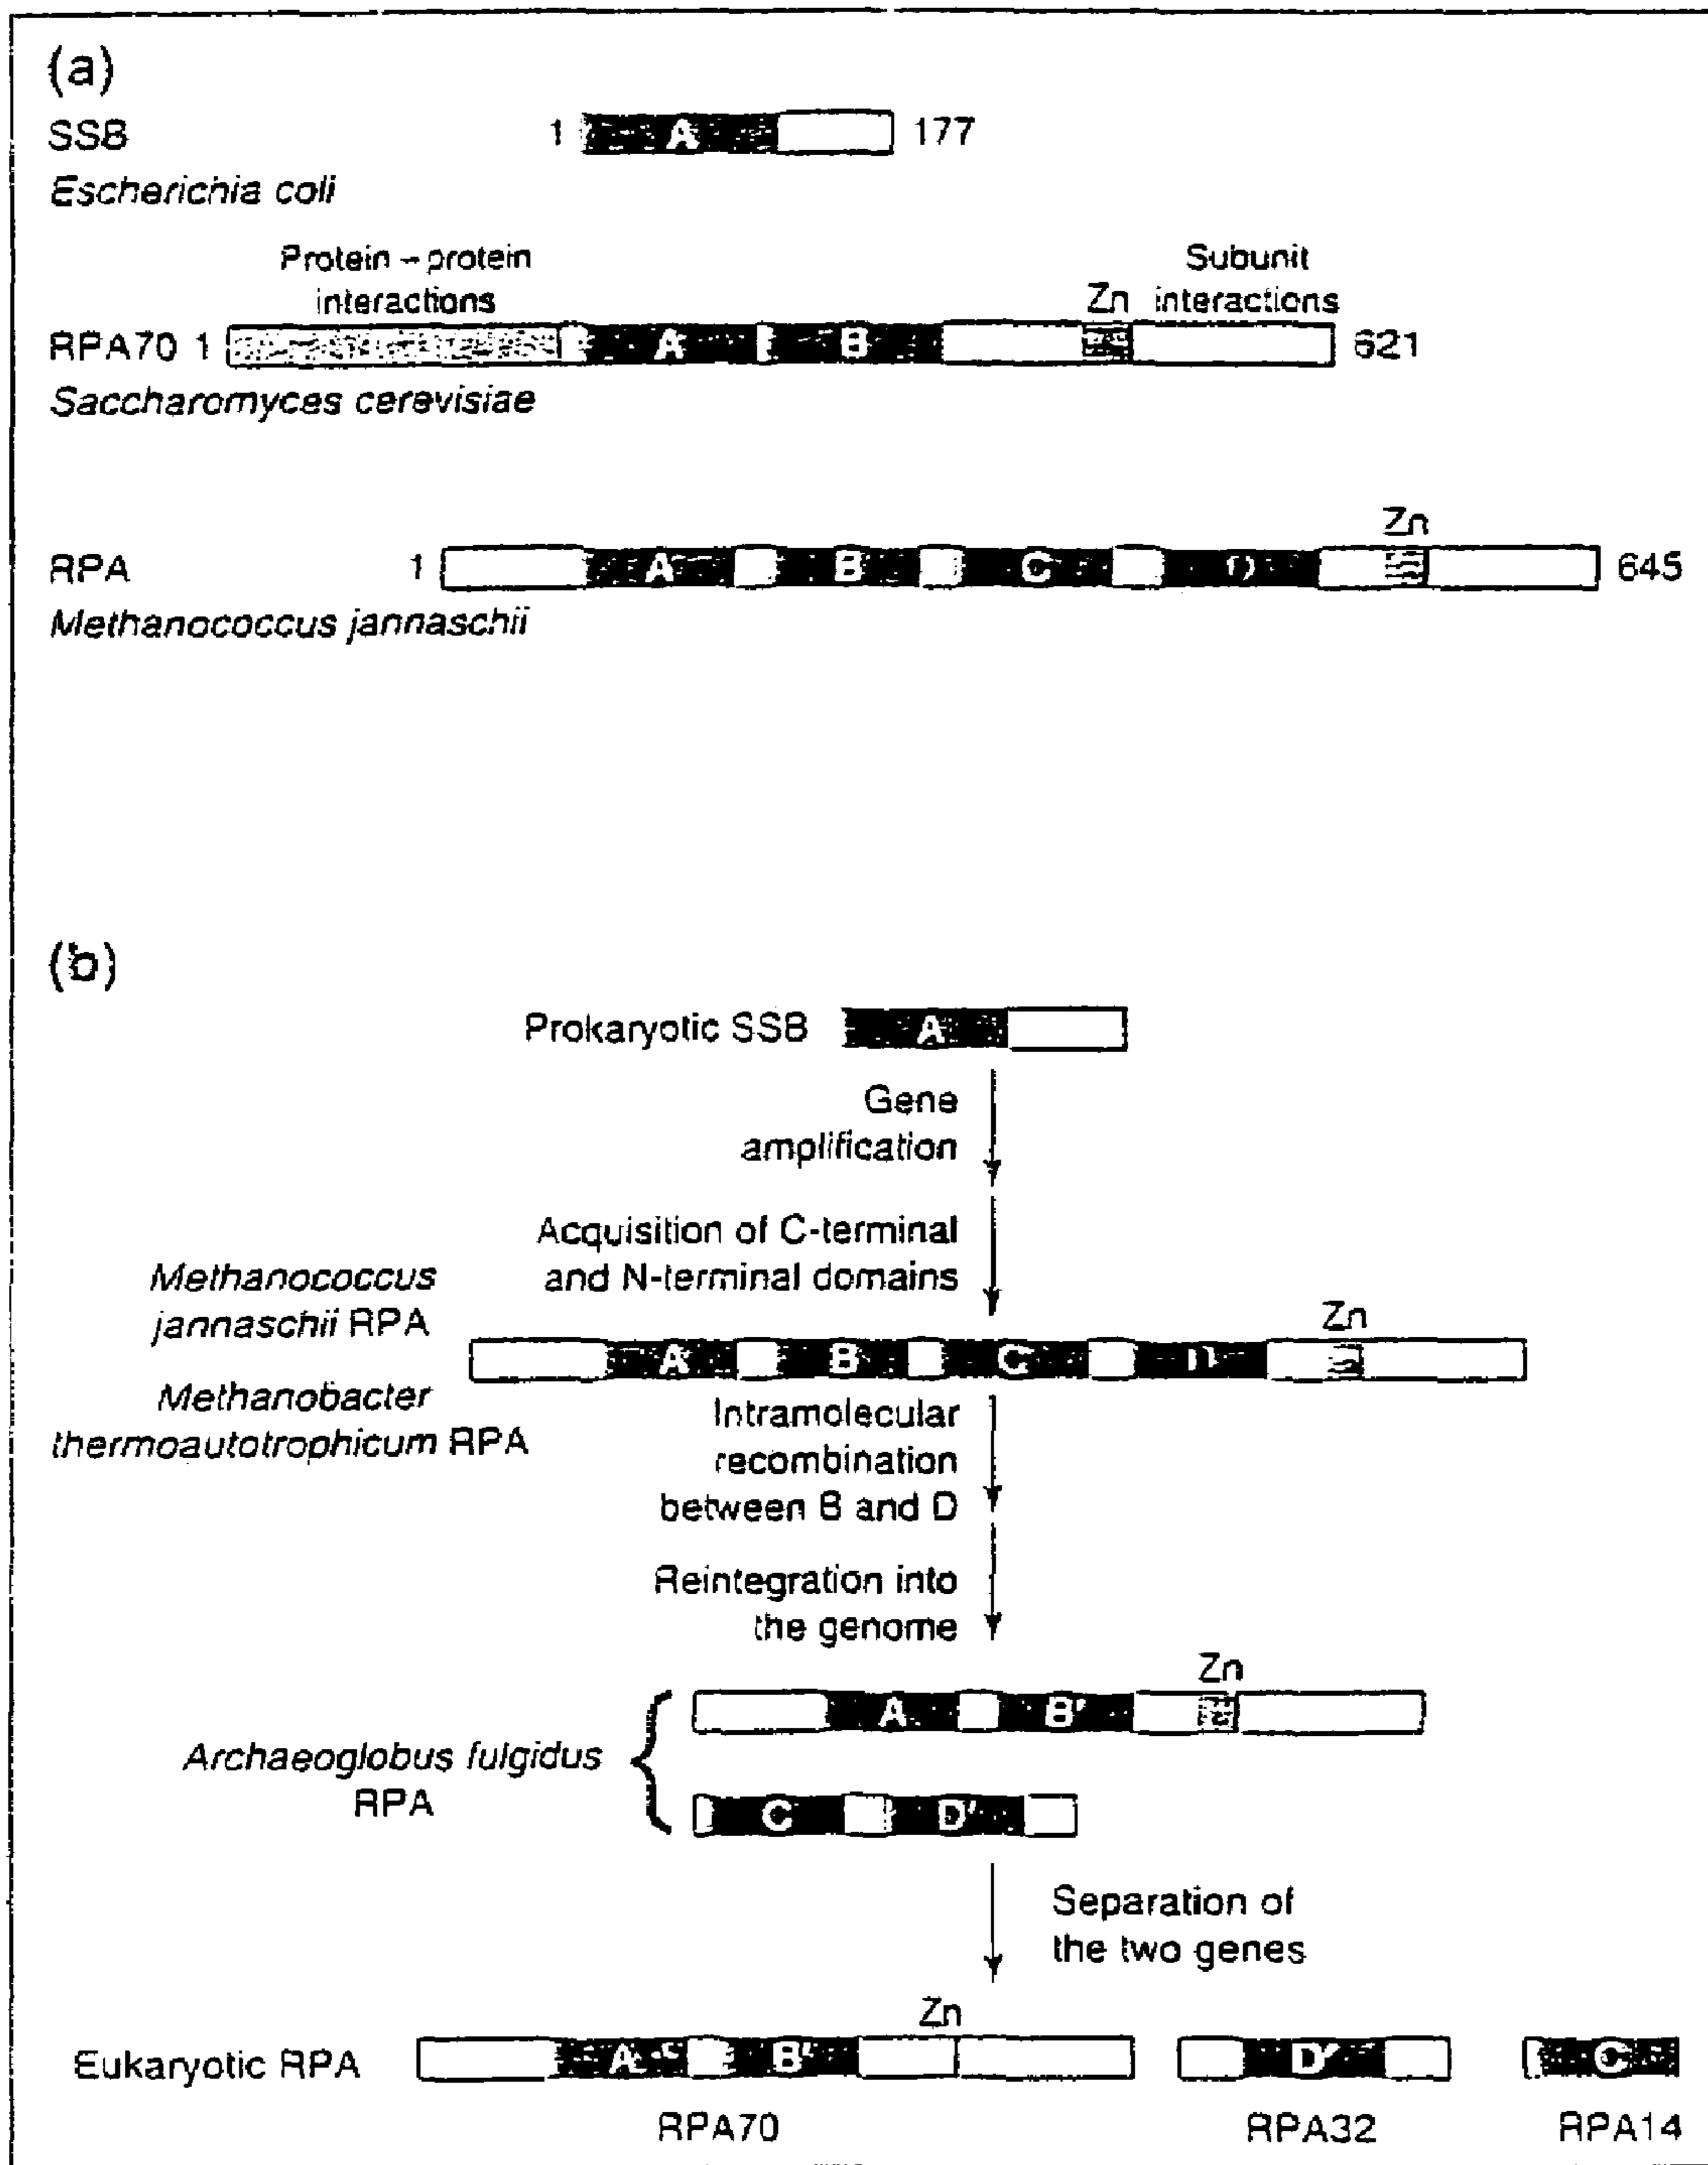 (a)
SSB 1 A 177
Escherichia coli
Protein – protein
interactions
Subunit
interactions
Zn
RPA70 1 A B 621
Saccharomyces cerevisiae
Zn
RPA 1 A B C D 645
Methanococcus jannaschii
(b)
Prokaryotic SSB A
Gene
amplification
Acquisition of C-terminal
and N-terminal domains
Methanococcus
jannaschii RPA
Zn
A B C D
Methanobacter
thermoautotrophicum RPA
Intramolecular
recombination
between B and D
Reintegration into
the genome
Zn
A B'
Archaeoglobus fulgidus
RPA
C D'
Separation of
the two genes
Zn
Eukaryotic RPA A B' D' C
RPA70 RPA32 RPA14